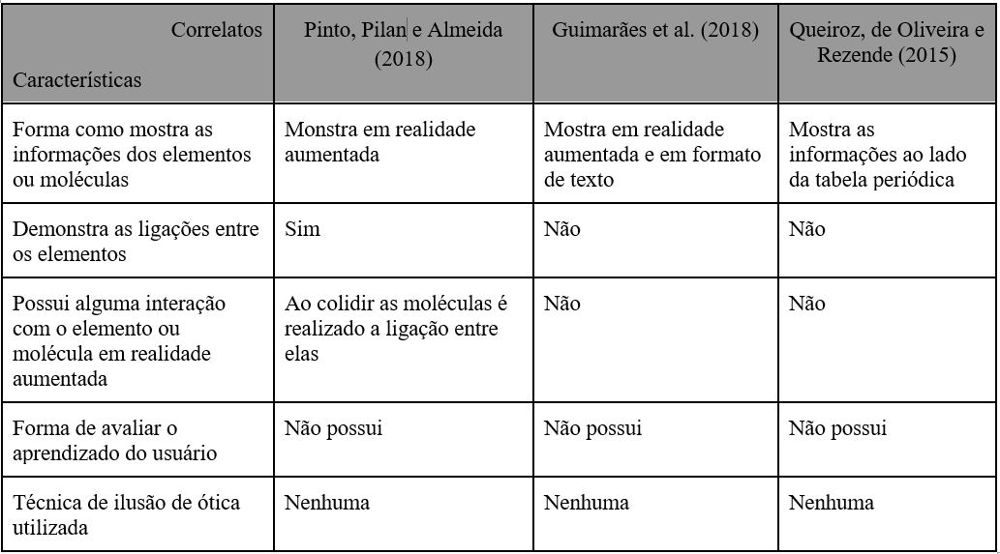 Correlatos
Características
Pinto, Pilan e Almeida
(2018)
Guimarães et al. (2018)
Queiroz, de Oliveira e
Rezende (2015)
Forma como mostra as
informações dos elementos
ou moléculas
Monstra em realidade
aumentada
Mostra em realidade
aumentada e em formato
de texto
Mostra as
informações ao lado
da tabela periódica
Demonstra as ligações entre
os elementos
Sim
Não
Não
Possui alguma interação
com o elemento ou
molécula em realidade
aumentada
Ao colidir as moléculas é
realizado a ligação entre
elas
Não
Não
Forma de avaliar o
aprendizado do usuário
Não possui
Não possui
Não possui
Técnica de ilusão de ótica
utilizada
Nenhuma
Nenhuma
Nenhuma